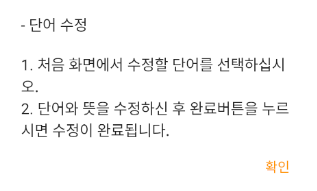 - 단어 수정
1. 처음 화면에서 수정할 단어를 선택하십시
오.
2. 단어와 뜻을 수정하신 후 완료버튼을 누르
시면 수정이 완료됩니다.
확인